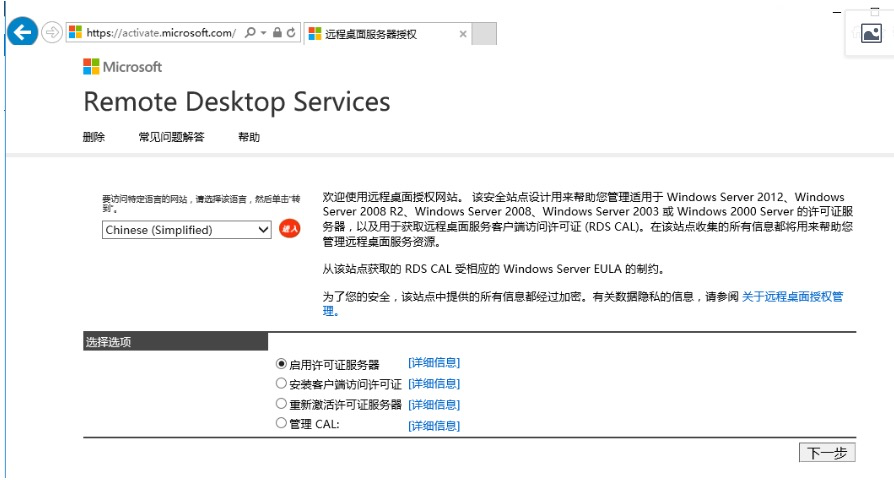 https://activate.microsoft.com/
远程桌面服务器授权
Microsoft
Remote Desktop Services
删除 常见问题解答 帮助
要访问特定语言的网站，请选择该语言，然后单击“转
到”。
Chinese (Simplified)
进入
欢迎使用远程桌面授权网站。 该安全站点设计用来帮助您管理适用于 Windows Server 2012、Windows
Server 2008 R2、Windows Server 2008、Windows Server 2003 或 Windows 2000 Server 的许可证服
务器，以及用于获取远程桌面服务客户端访问许可证 (RDS CAL)。在该站点收集的所有信息都将用来帮助您
管理远程桌面服务资源。
从该站点获取的 RDS CAL 受相应的 Windows Server EULA 的制约。
为了您的安全，该站点中提供的所有信息都经过加密。有关数据隐私的信息，请参阅 关于远程桌面授权管
理。
选择选项
启用许可证服务器 [详细信息]
安装客户端访问许可证 [详细信息]
重新激活许可证服务器 [详细信息]
管理 CAL: [详细信息]
下一步